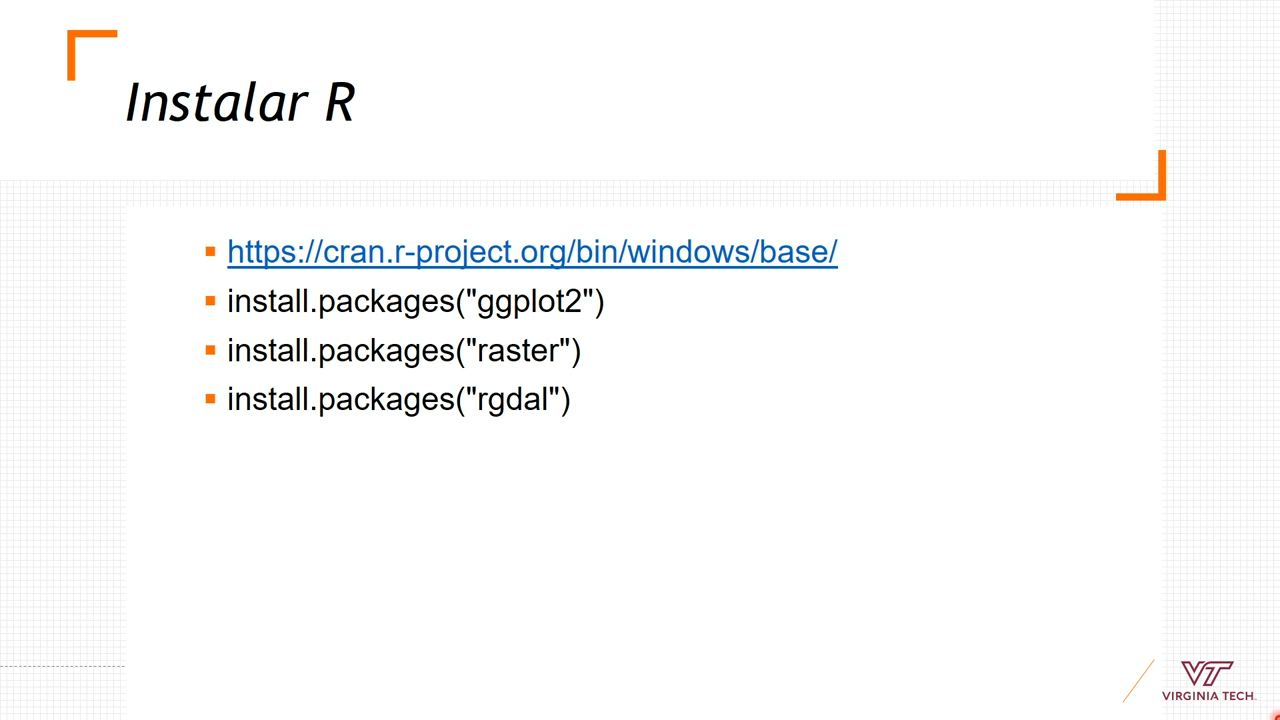 Instalar R
https://cran.r-project.org/bin/windows/base/
install.packages("ggplot2")
install.packages("raster")
install.packages("rgdal")
VT
VIRGINIA TECH.